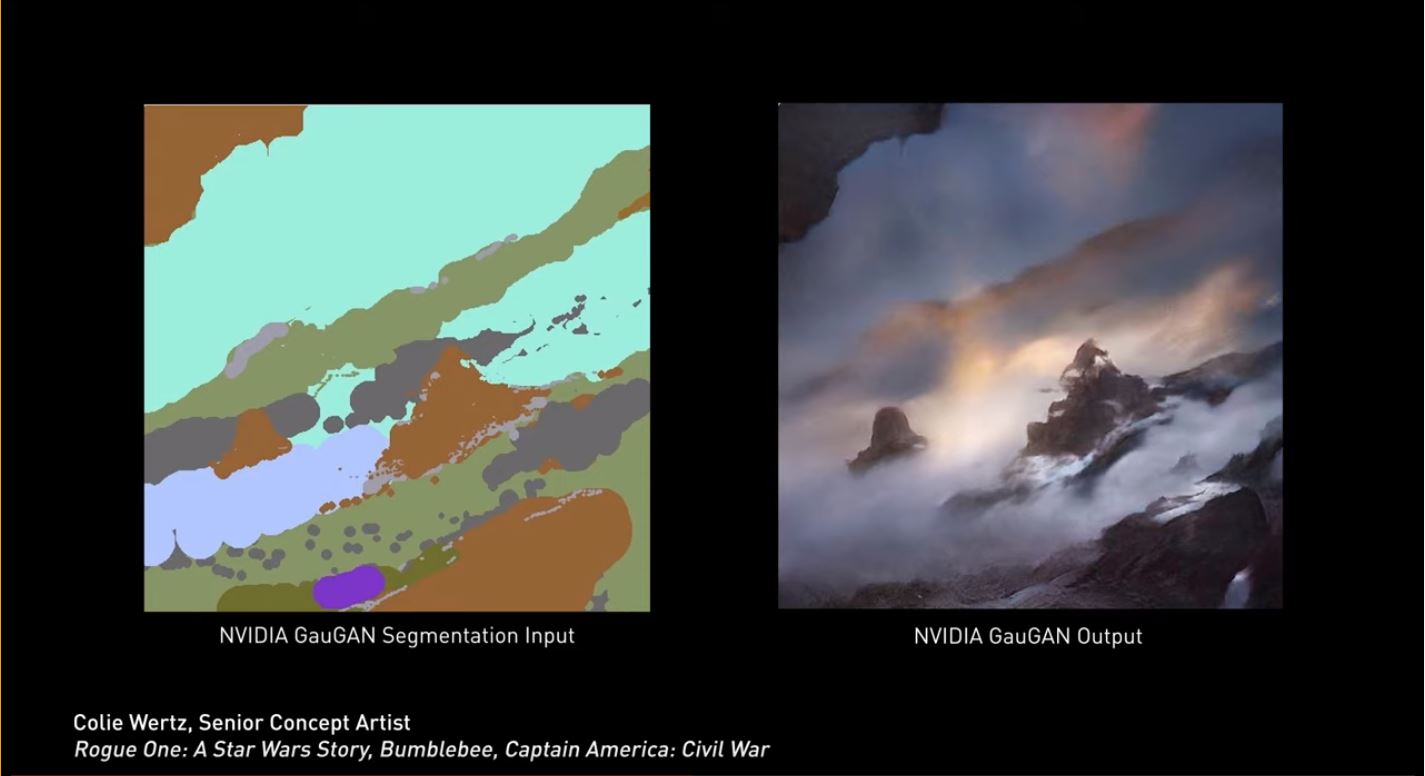 NVIDIA GauGAN Segmentation Input
NVIDIA GauGAN Output
Colie Wertz, Senior Concept Artist
Rogue One: A Star Wars Story, Bumblebee, Captain America: Civil War